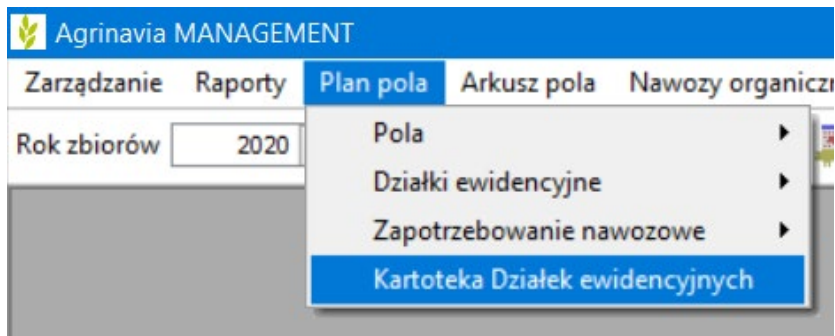 Agrinavia MANAGEMENT
Zarządzanie Raporty Plan pola Arkusz pola Nawozy
Rok zbiorów 2020
Pola
Działki ewidencyjne
Zapotrzebowanie nawozowe
Kartoteka Działek ewidencyjnych